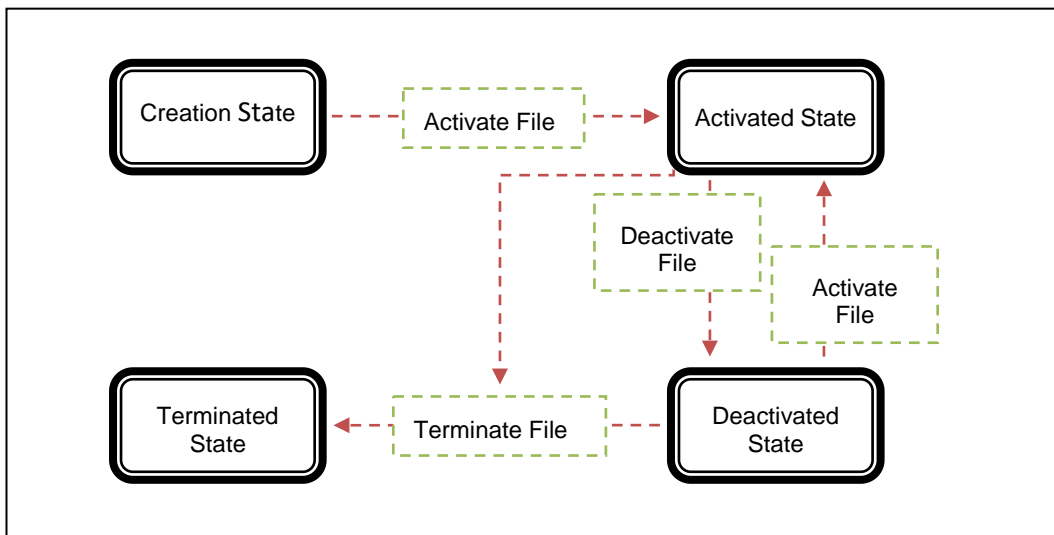 Creation State
Activate File
Activated State
Deactivate
File
Activate
File
Terminated
State
Terminate File
Deactivated
State